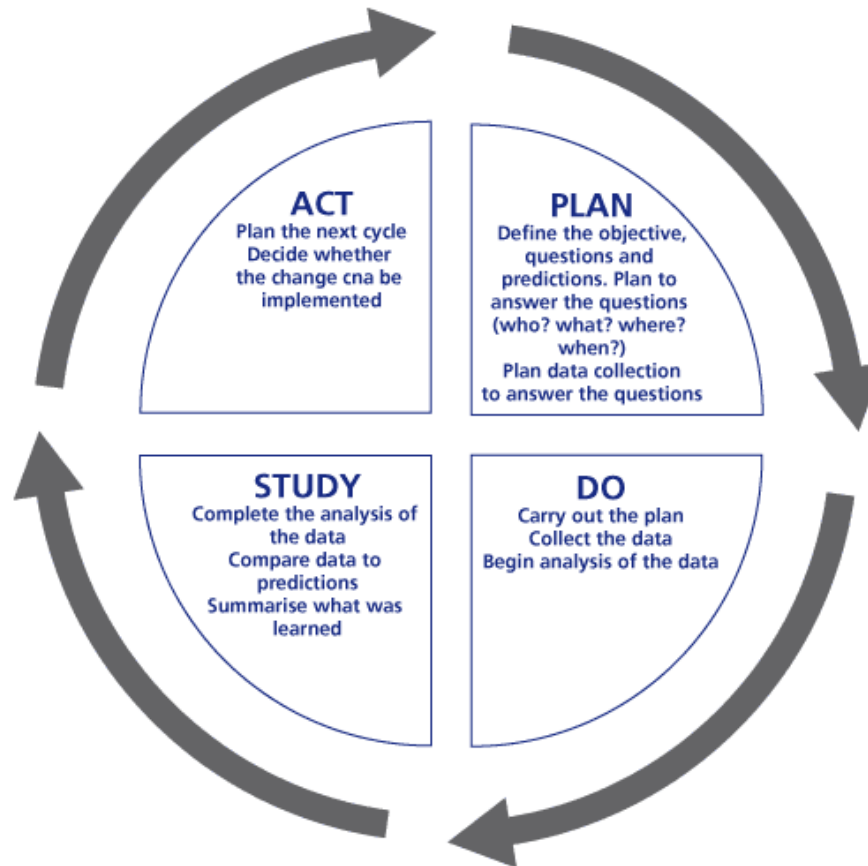 ACT
Plan the next cycle
Decide whether
the change cna be
implemented
PLAN
Define the objective,
questions and
predictions. Plan to
answer the questions
(who? what? where?
when?)
Plan data collection
to answer the questions
STUDY
Complete the analysis of
the data
Compare data to
predictions
Summarise what was
learned
DO
Carry out the plan
Collect the data
Begin analysis of the data